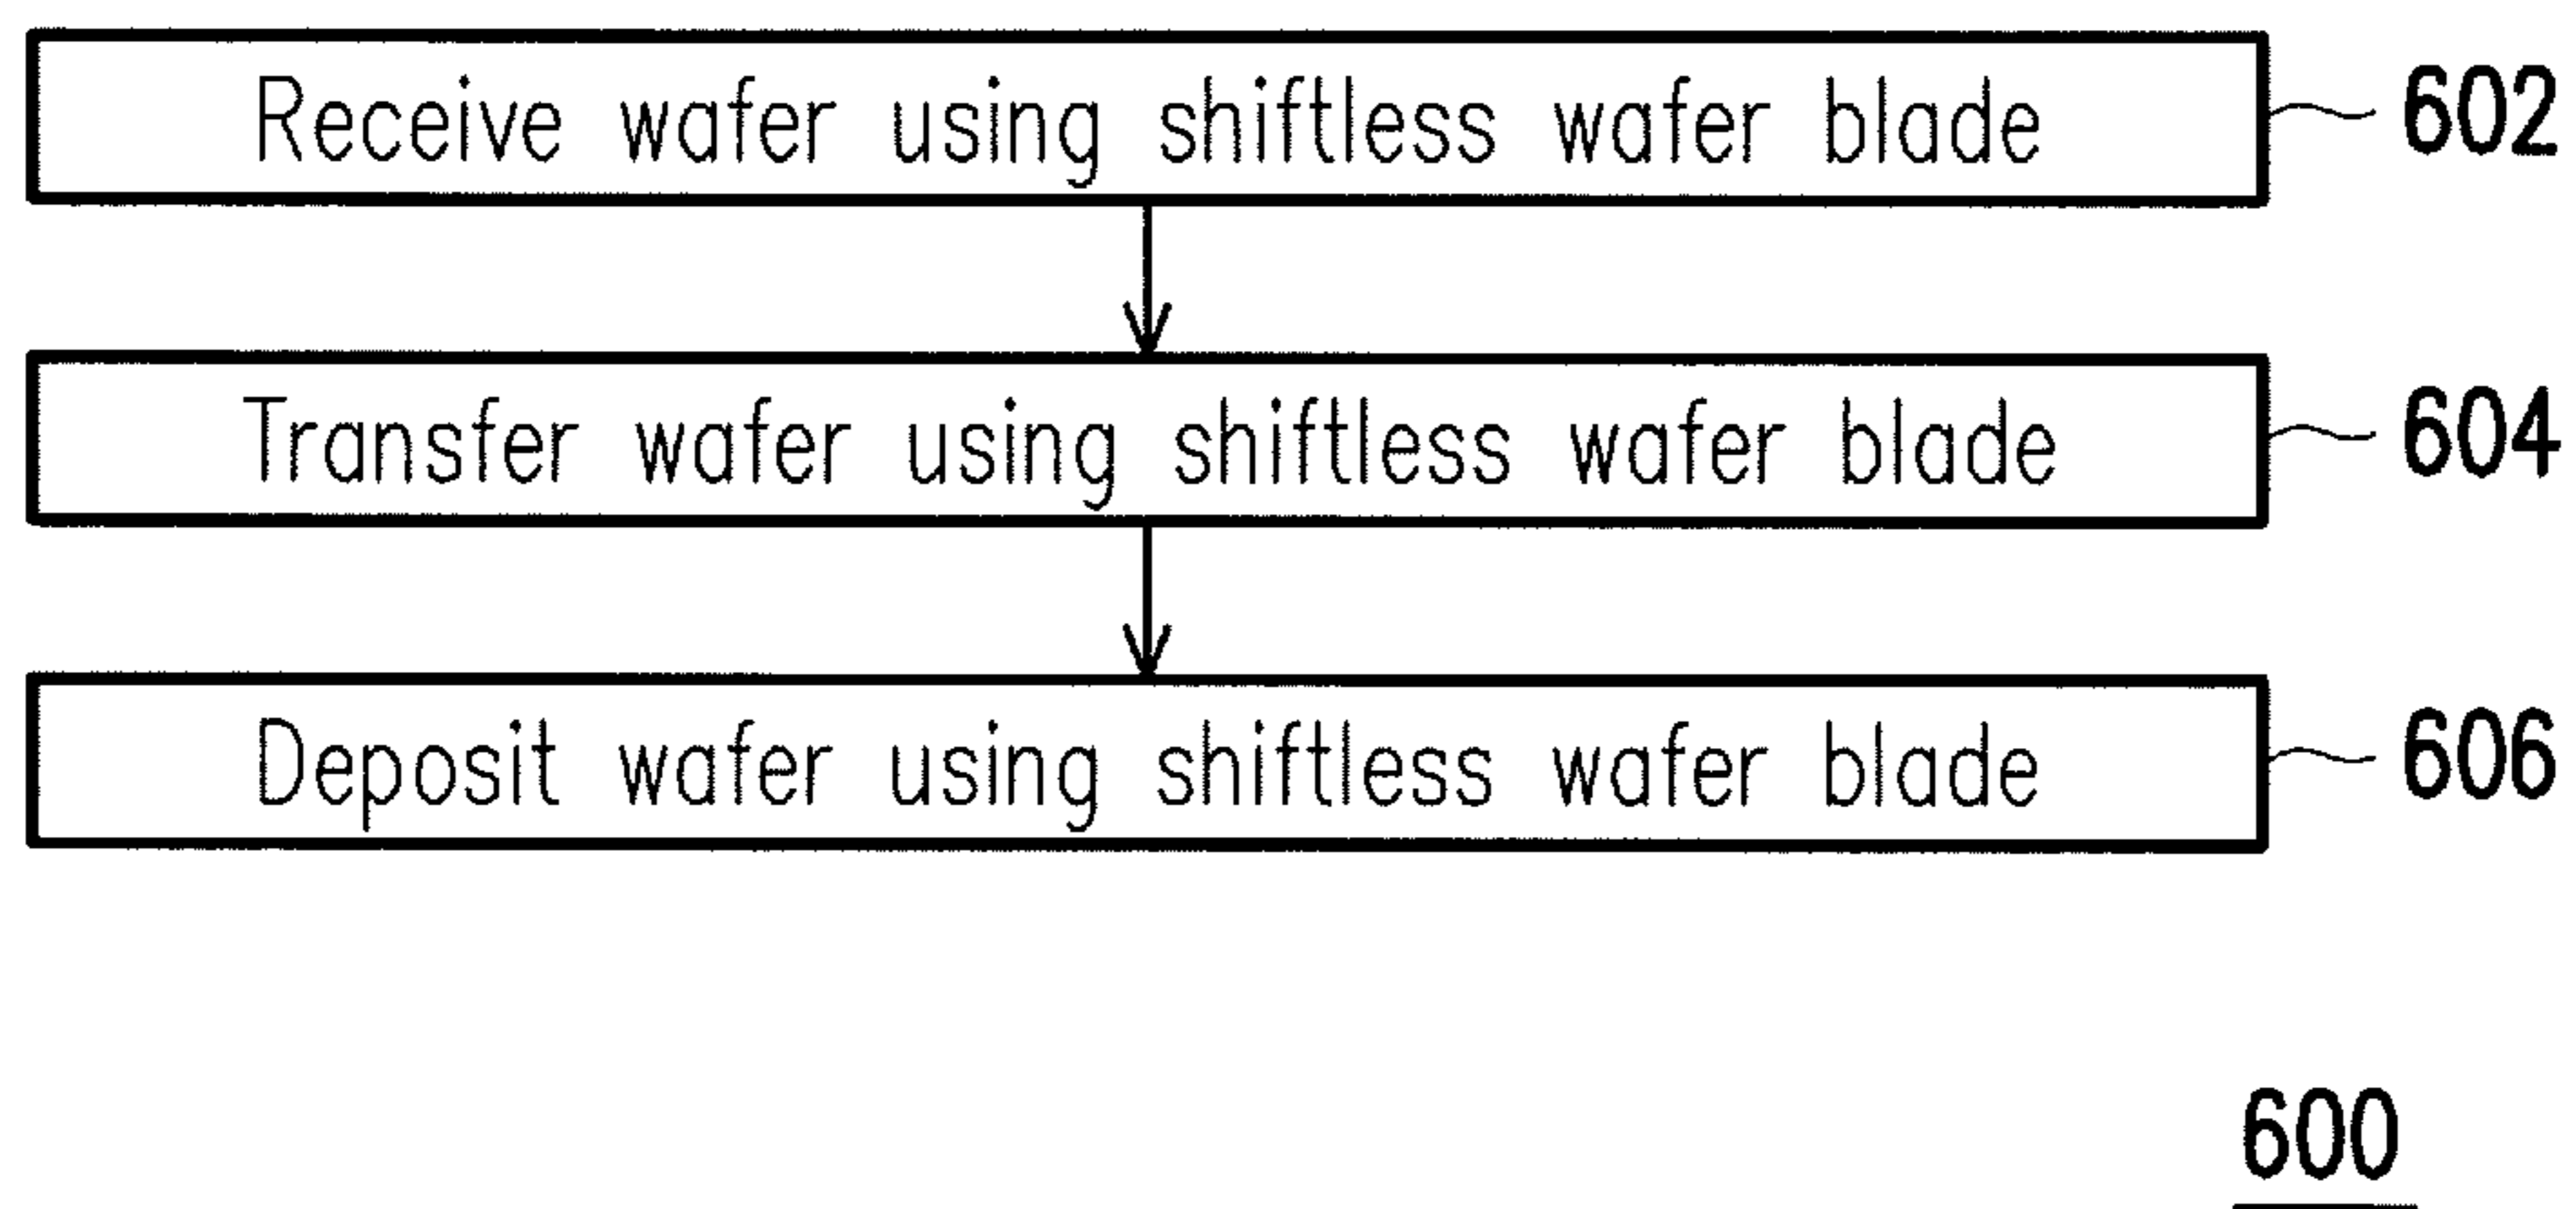 Receive wafer using shiftless wafer blade 602
Transfer wafer using shiftless wafer blade 604
Deposit wafer using shiftless wafer blade 606
600